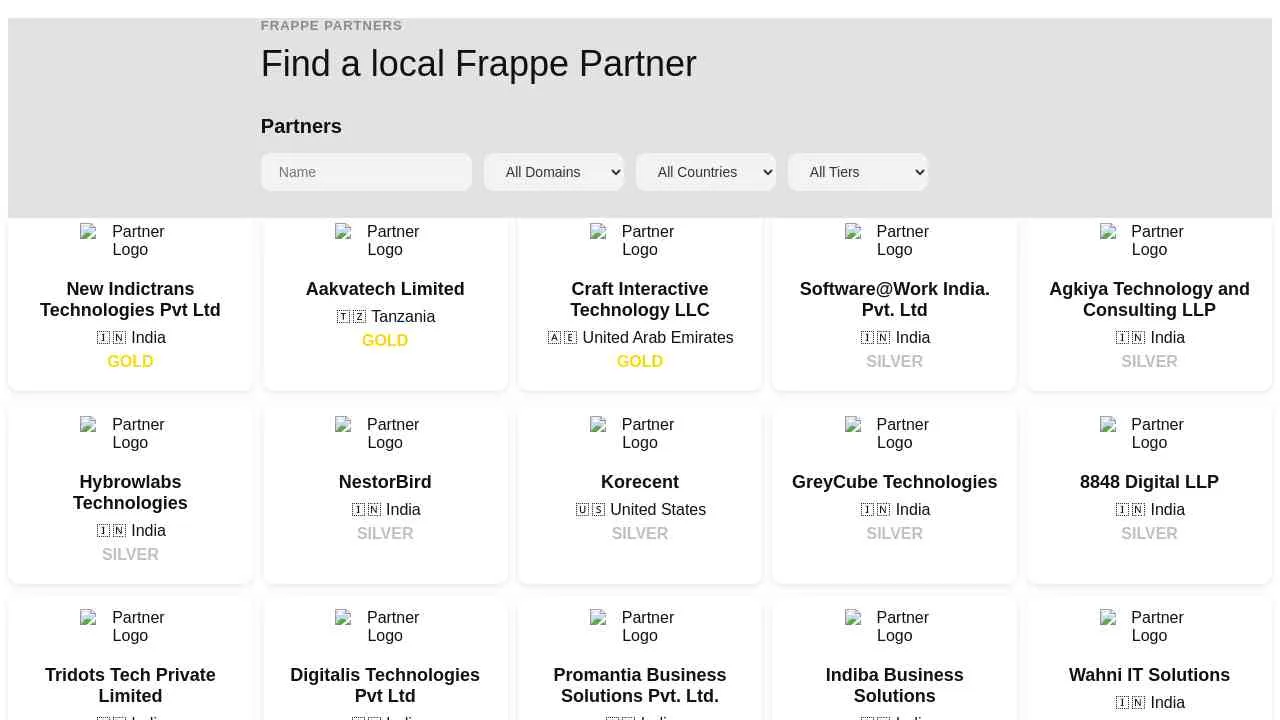 FRAPPE PARTNERS
Find a local Frappe Partner
Partners
Name
All Domains
All Countries
All Tiers
Partner
Logo
New Indictrans
Technologies Pvt Ltd
🇮🇳 India
GOLD
Partner
Logo
Aakvatech Limited
🇹🇿 Tanzania
GOLD
Partner
Logo
Craft Interactive
Technology LLC
🇦🇪 United Arab Emirates
GOLD
Partner
Logo
Software@Work India.
Pvt. Ltd
🇮🇳 India
SILVER
Partner
Logo
Agkiya Technology and
Consulting LLP
🇮🇳 India
SILVER
Partner
Logo
Hybrowlabs
Technologies
🇮🇳 India
SILVER
Partner
Logo
NestorBird
🇮🇳 India
SILVER
Partner
Logo
Korecent
🇺🇸 United States
SILVER
Partner
Logo
GreyCube Technologies
🇮🇳 India
SILVER
Partner
Logo
8848 Digital LLP
🇮🇳 India
SILVER
Partner
Logo
Tridots Tech Private
Limited
Partner
Logo
Digitalis Technologies
Pvt Ltd
Partner
Logo
Promantia Business
Solutions Pvt. Ltd.
Partner
Logo
Indiba Business
Solutions
Partner
Logo
Wahni IT Solutions
🇮🇳 India